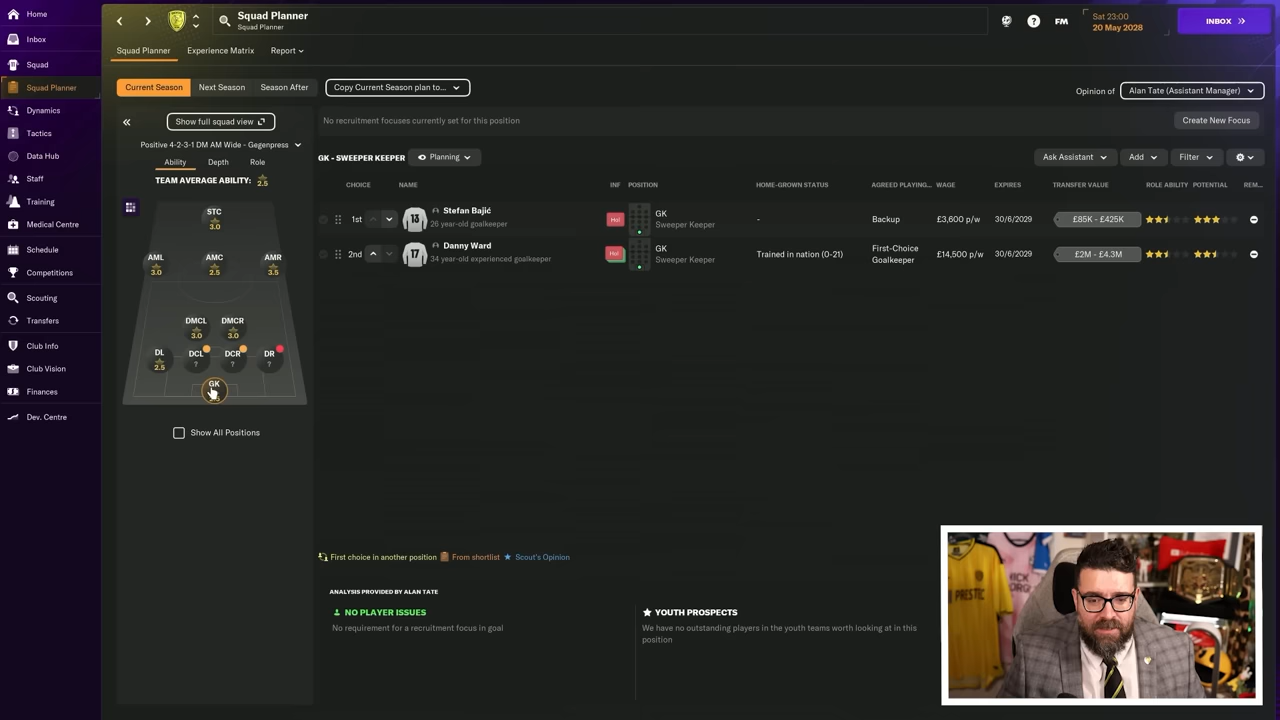 Home
Inbox
Squad
Squad Planner
Dynamics
Tactics
Data Hub
Staff
Training
Medical Centre
Schedule
Competitions
Scouting
Transfers
Club Info
Club Vision
Finances
Dev. Centre
Squad Planner
Squad Planner
FM
Sat 23:00
20 May 2028
INBOX
Squad Planner
Experience Matrix
Report
Current Season
Next Season
Season After
Copy Current Season plan to...
Opinion of
Alan Tate (Assistant Manager)
Show full squad view
Positive 4-2-3-1 DM AM Wide - Gegenpress
Ability
Depth
Role
TEAM AVERAGE ABILITY: 2.5
STC
3.0
AML
3.0
AMC
2.5
AMR
3.5
DMCL
3.0
DMCR
3.0
DL
2.5
DCL
?
DCR
?
DR
?
GK
Show All Positions
No recruitment focuses currently set for this position
Create New Focus
GK - SWEEPER KEEPER
Planning
Ask Assistant
Add
Filter
CHOICE NAME INF POSITION HOME-GROWN STATUS AGREED PLAYING... WAGE EXPIRES TRANSFER VALUE ROLE ABILITY POTENTIAL REM...
1st 13 Stefan Bajić
26 year-old goalkeeper
Hol
GK
Sweeper Keeper
-
Backup
£3,600 p/w
30/6/2029
£85K - £425K
2nd 17 Danny Ward
34 year-old experienced goalkeeper
Hol
GK
Sweeper Keeper
Trained in nation (0-21)
First-Choice
Goalkeeper
£14,500 p/w
30/6/2029
£2M - £4.3M
First choice in another position
From shortlist
Scout's Opinion
ANALYSIS PROVIDED BY ALAN TATE
NO PLAYER ISSUES
No requirement for a recruitment focus in goal
YOUTH PROSPECTS
We have no outstanding players in the youth teams worth looking at in this
position